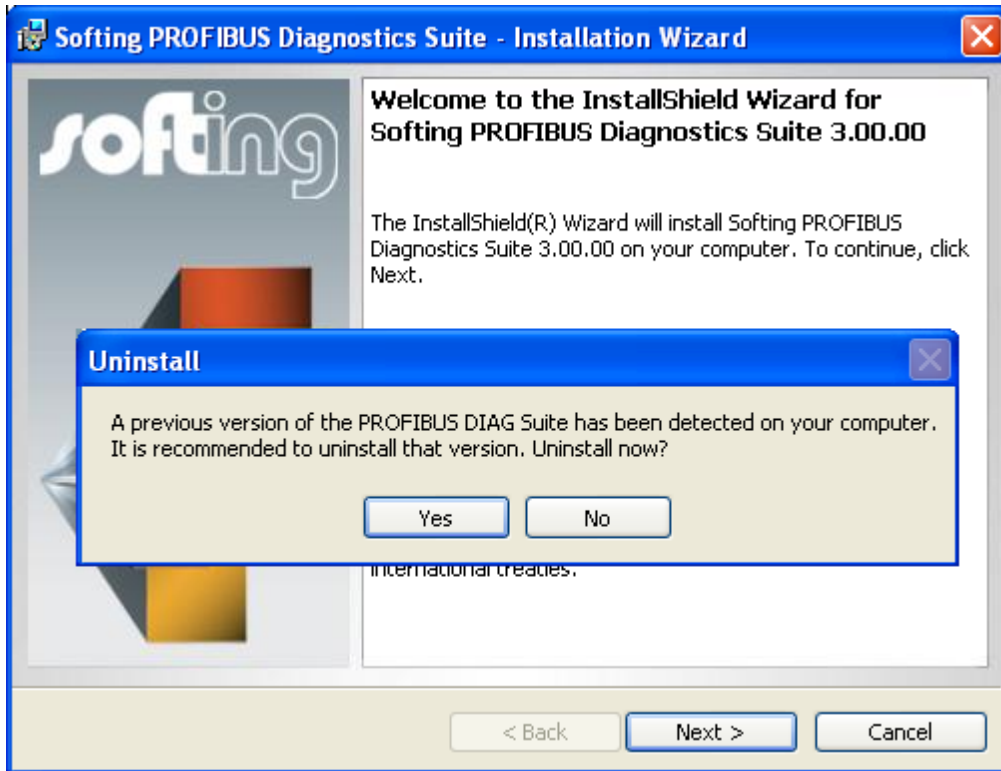 Softing PROFIBUS Diagnostics Suite - Installation Wizard
softing
Welcome to the InstallShield Wizard for
Softing PROFIBUS Diagnostics Suite 3.00.00
The InstallShield(R) Wizard will install Softing PROFIBUS
Diagnostics Suite 3.00.00 on your computer. To continue, click
Next.
Uninstall
A previous version of the PROFIBUS DIAG Suite has been detected on your computer.
It is recommended to uninstall that version. Uninstall now?
Yes
No
international treaties.
< Back
Next >
Cancel